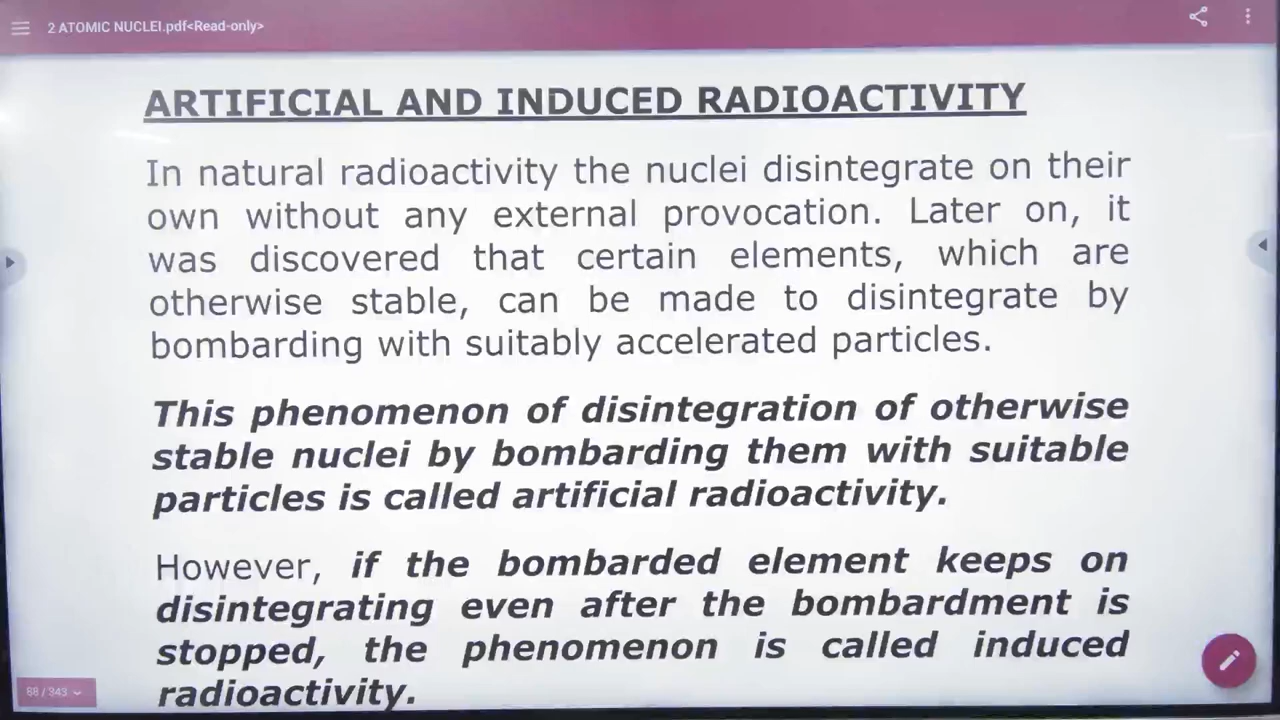 2 ATOMIC NUCLEI.pdf<Read-only>
ARTIFICIAL AND INDUCED RADIOACTIVITY
In natural radioactivity the nuclei disintegrate on their
own without any external provocation. Later on, it
was discovered that certain elements, which are
otherwise stable, can be made to disintegrate by
bombarding with suitably accelerated particles.
This phenomenon of disintegration of otherwise
stable nuclei by bombarding them with suitable
particles is called artificial radioactivity.
However, if the bombarded element keeps on
disintegrating even after the bombardment is
stopped, the phenomenon is called induced
radioactivity.
88 / 343